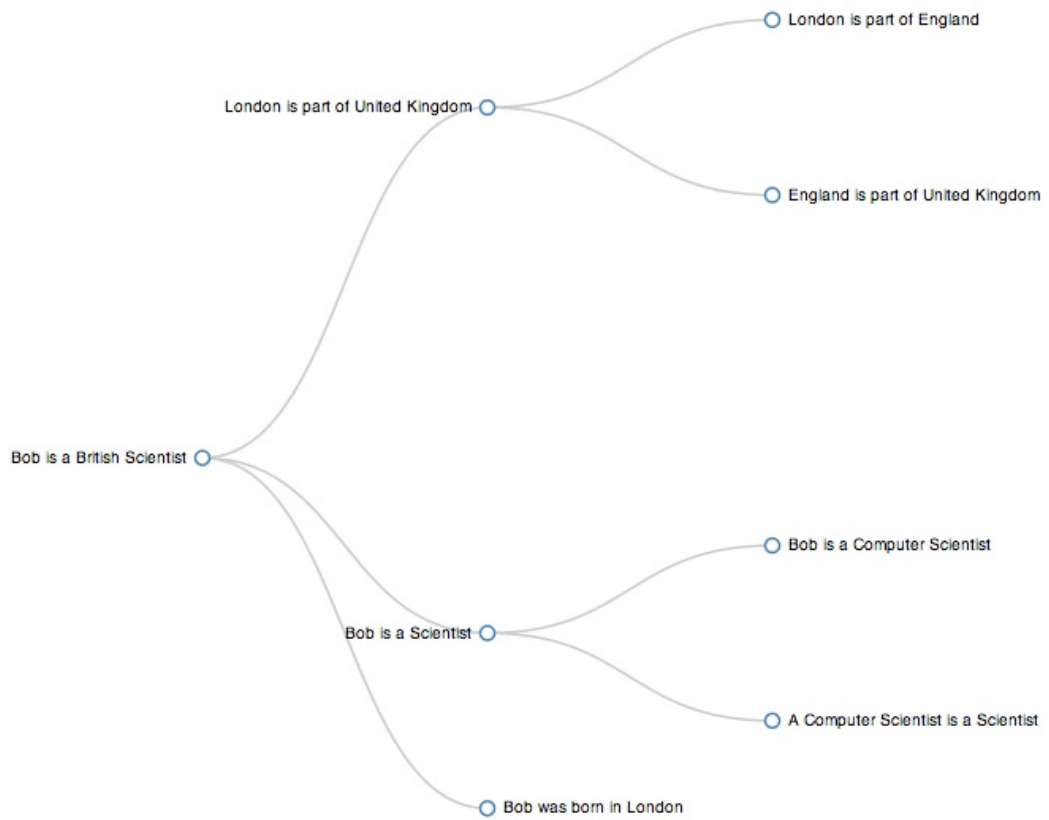 London is part of England
London is part of United Kingdom
England is part of United Kingdom
Bob is a British Scientist
Bob is a Computer Scientist
Bob is a Scientist
A Computer Scientist is a Scientist
Bob was born in London